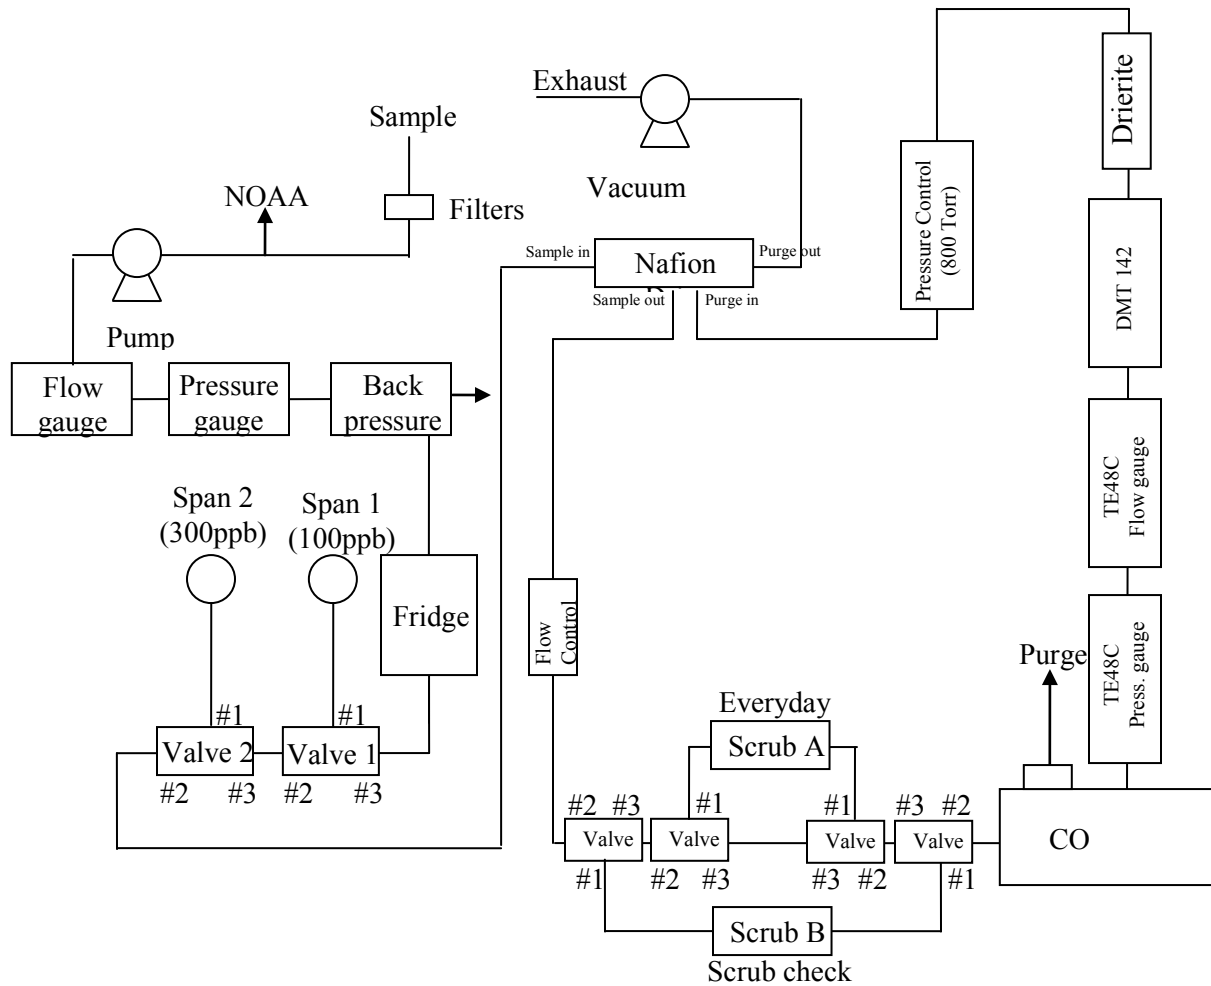 Exhaust
Sample
Drierite
NOAA
Filters
Vacuum
Pressure Control
(800 Torr)
DMT 142
Sample in
Nafion
Purge out
Sample out
Purge in
Pump
Flow
gauge
Pressure
gauge
Back
pressure
TE48C
Flow gauge
Span 2
(300ppb)
Span 1
(100ppb)
Fridge
Flow
Control
TE48C
Press. gauge
Purge
#1
#1
Valve 2
Valve 1
#2
#3
#2
#3
Everyday
Scrub A
#2
#3
#1
#1
#3
#2
Valve
Valve
Valve
Valve
CO
#1
#2
#3
#3
#2
#1
Scrub B
Scrub check